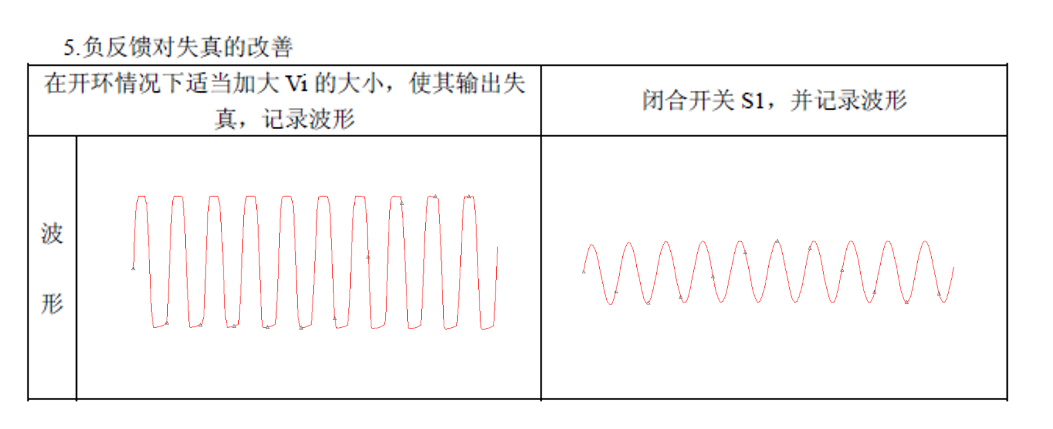 5.负反馈对失真的改善
在开环情况下适当加大 Vi 的大小，使其输出失
真，记录波形
闭合开关 S1，并记录波形
波
形